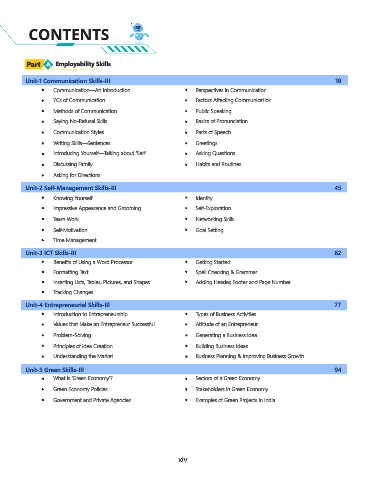 CONTENTS
Part A Employability Skills
Unit-1 Communication Skills-III 19
• Communication—An Introduction • Perspectives in Communication
• 7Cs of Communication • Factors Affecting Communication
• Methods of Communication • Public Speaking
• Saying No–Refusal Skills • Basics of Pronunciation
• Communication Styles • Parts of Speech
• Writing Skills—Sentences • Greetings
• Introducing Yourself—Talking about 'Self' • Asking Questions
• Discussing Family • Habits and Routines
• Asking for Directions
Unit-2 Self-Management Skills-III 45
• Knowing Yourself • Identity
• Impressive Appearance and Grooming • Self-Exploration
• Team Work • Networking Skills
• Self-Motivation • Goal Setting
• Time Management
Unit-3 ICT Skills-III 62
• Benefits of Using a Word Processor • Getting Started
• Formatting Text • Spell Checking & Grammar
• Inserting Lists, Tables, Pictures, and Shapes • Adding Header, Footer and Page Number
• Tracking Changes
Unit-4 Entrepreneurial Skills-III 77
• Introduction to Entrepreneurship • Types of Business Activities
• Values that Make an Entrepreneur Successful • Attitude of an Entrepreneur
• Problem-Solving • Generating a Business Idea
• Principles of Idea Creation • Building Business Ideas
• Understanding the Market • Business Planning & Improving Business Growth
Unit-5 Green Skills-III 94
• What is 'Green Economy'? • Sectors of a Green Economy
• Green Economy Policies • Stakeholders in Green Economy
• Government and Private Agencies • Examples of Green Projects in India
xiv